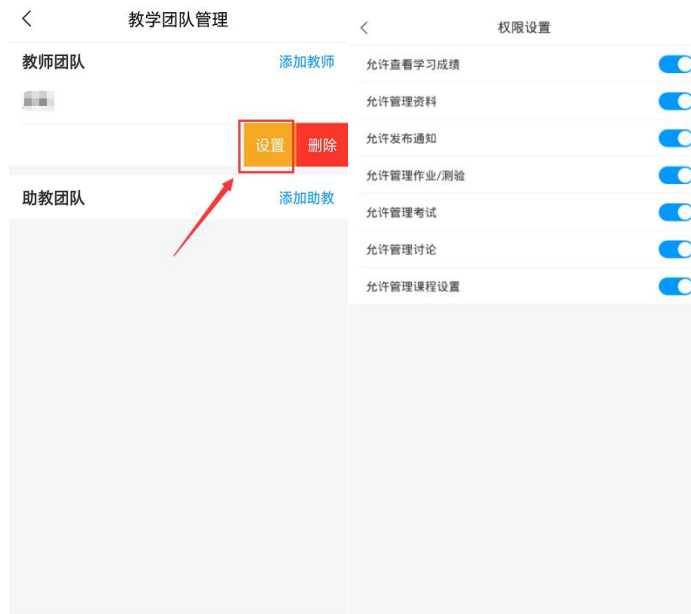 教学团队管理
教师团队 添加教师
设置 删除
助教团队 添加助教
权限设置
允许查看学习成绩
允许管理资料
允许发布通知
允许管理作业/测验
允许管理考试
允许管理讨论
允许管理课程设置